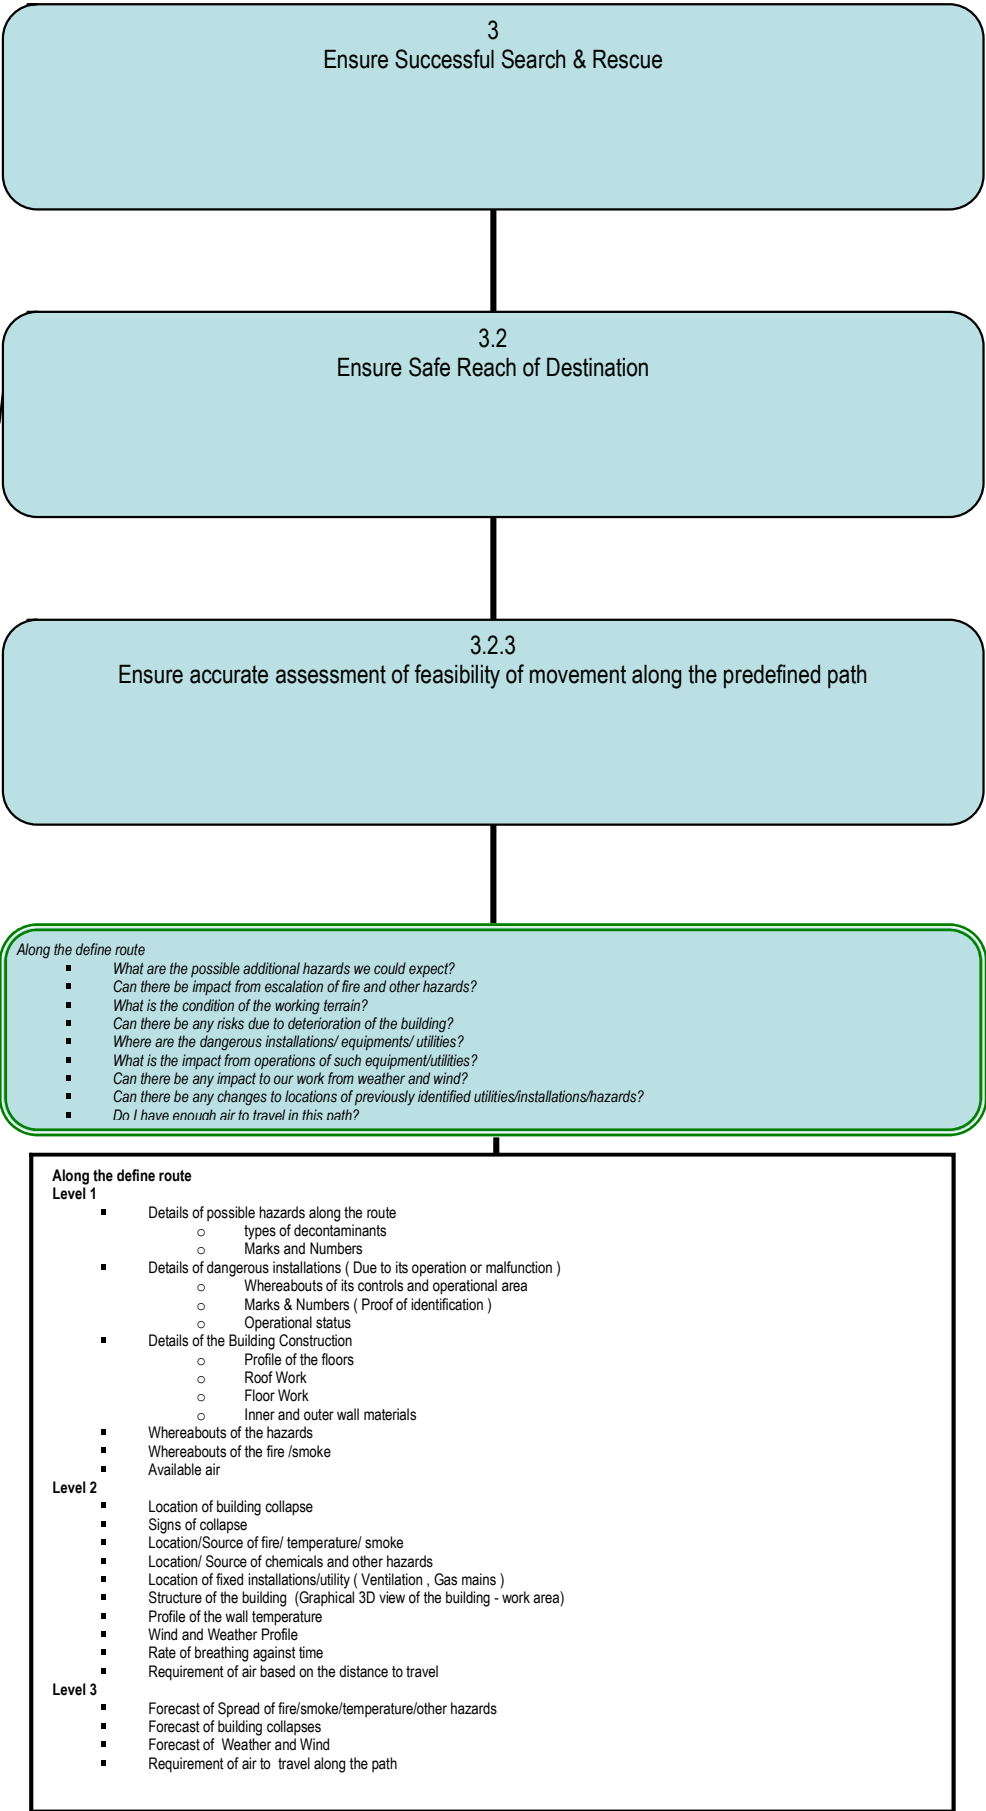 3
Ensure Successful Search & Rescue
3.2
Ensure Safe Reach of Destination
3.2.3
Ensure accurate assessment of feasibility of movement along the predefined path
Along the define route
▪ What are the possible additional hazards we could expect?
▪ Can there be impact from escalation of fire and other hazards?
▪ What is the condition of the working terrain?
▪ Can there be any risks due to deterioration of the building?
▪ Where are the dangerous installations/ equipments/ utilities?
▪ What is the impact from operations of such equipment/utilities?
▪ Can there be any impact to our work from weather and wind?
▪ Can there be any changes to locations of previously identified utilities/installations/hazards?
▪ Do I have enough air to travel in this path?
Along the define route
Level 1
▪ Details of possible hazards along the route
o types of decontaminants
o Marks and Numbers
▪ Details of dangerous installations ( Due to its operation or malfunction )
o Whereabouts of its controls and operational area
o Marks & Numbers ( Proof of identification )
o Operational status
▪ Details of the Building Construction
o Profile of the floors
o Roof Work
o Floor Work
o Inner and outer wall materials
▪ Whereabouts of the hazards
▪ Whereabouts of the fire /smoke
▪ Available air
Level 2
▪ Location of building collapse
▪ Signs of collapse
▪ Location/Source of fire/ temperature/ smoke
▪ Location/ Source of chemicals and other hazards
▪ Location of fixed installations/utility ( Ventilation , Gas mains )
▪ Structure of the building (Graphical 3D view of the building - work area)
▪ Profile of the wall temperature
▪ Wind and Weather Profile
▪ Rate of breathing against time
▪ Requirement of air based on the distance to travel
Level 3
▪ Forecast of Spread of fire/smoke/temperature/other hazards
▪ Forecast of building collapses
▪ Forecast of Weather and Wind
▪ Requirement of air to travel along the path